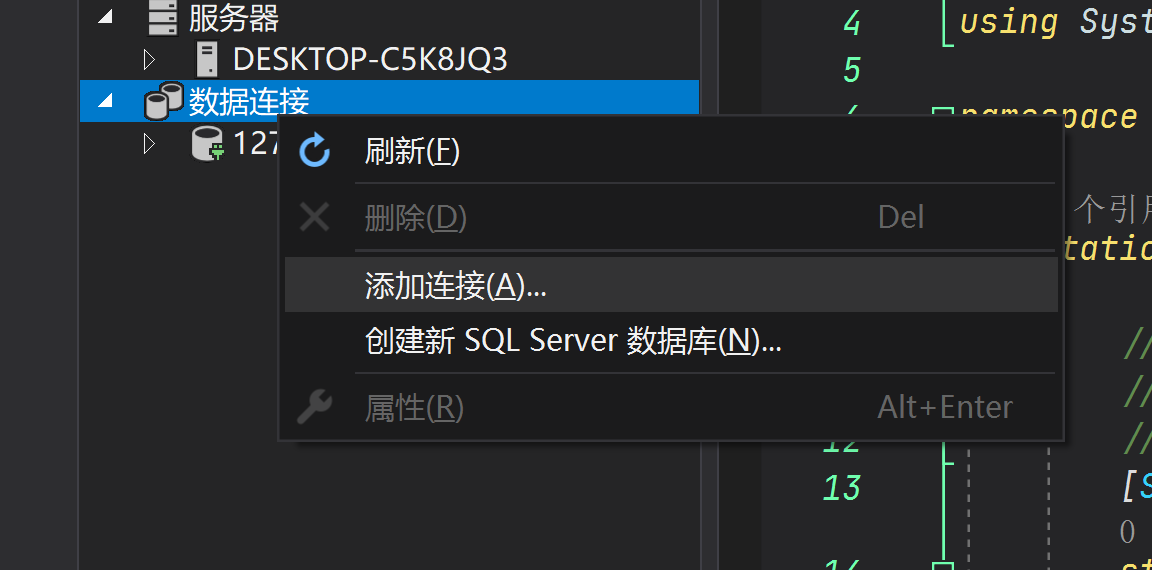 服务器
DESKTOP-C5K8JQ3
数据连接
127
刷新(F)
删除(D) Del
添加连接(A)...
创建新 SQL Server 数据库(N)...
属性(R) Alt+Enter
4 using Syst
5
namespace
个引用
tatic
//
//
12 //
13 [S
0
14 st